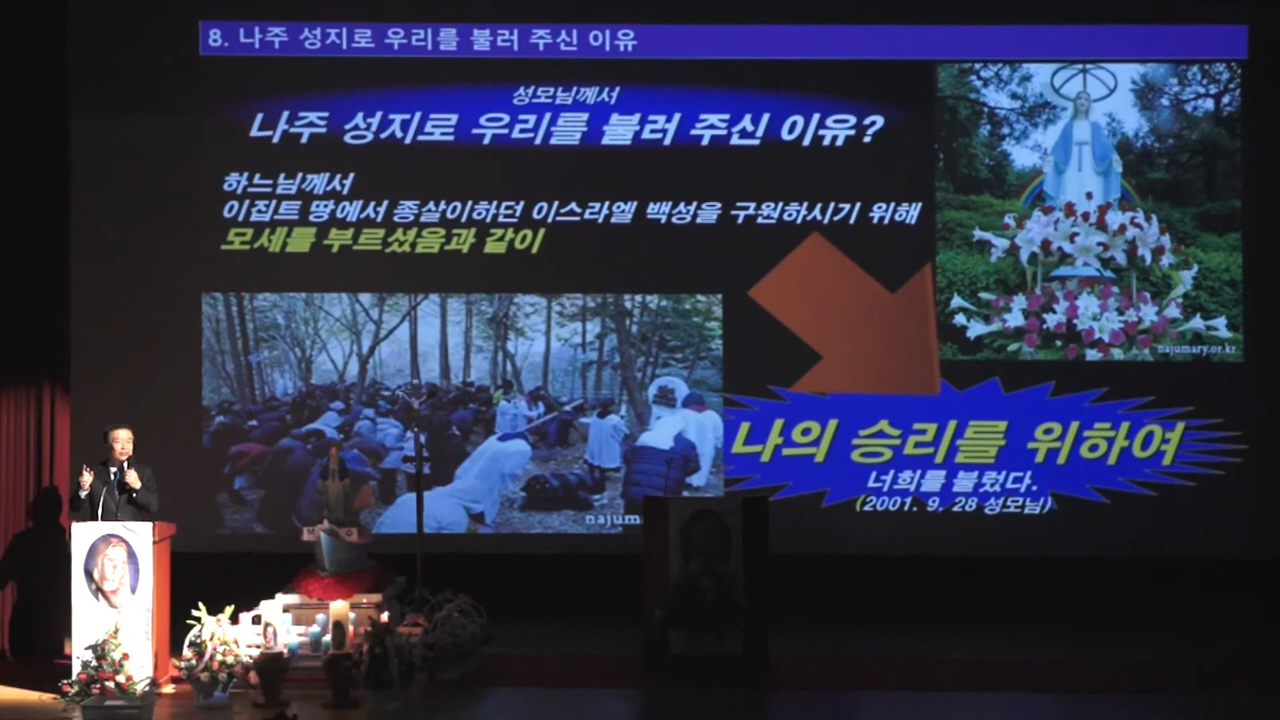 8. 나주 성지로 우리를 불러 주신 이유
성모님께서
나주 성지로 우리를 불러 주신 이유?
하느님께서
이집트 땅에서 종살이하던 이스라엘 백성을 구원하시기 위해
모세를 부르셨음과 같이
najumary.or.kr
나의 승리를 위하여
너희를 불렀다.
(2001. 9. 28 성모님)
najum